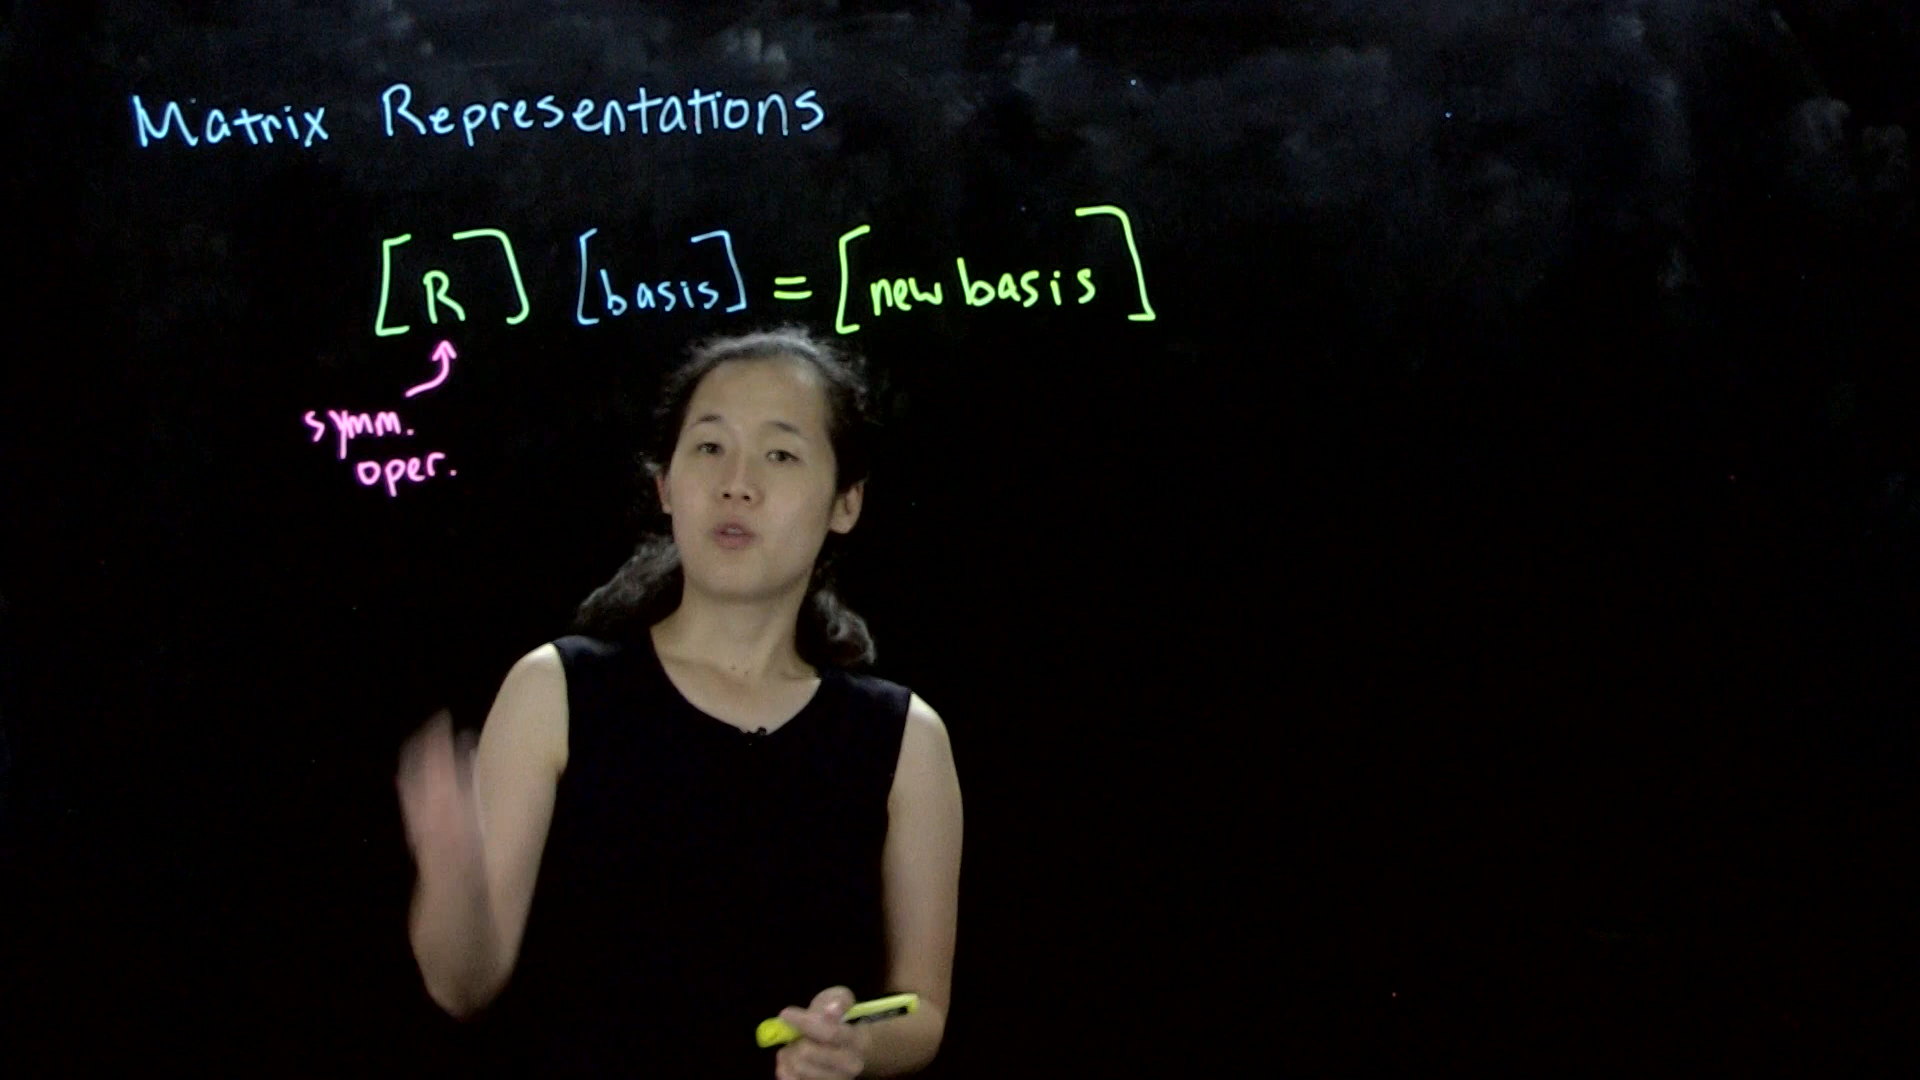 Matrix Representations
[R] [basis] = [new basis]
symm.
oper.